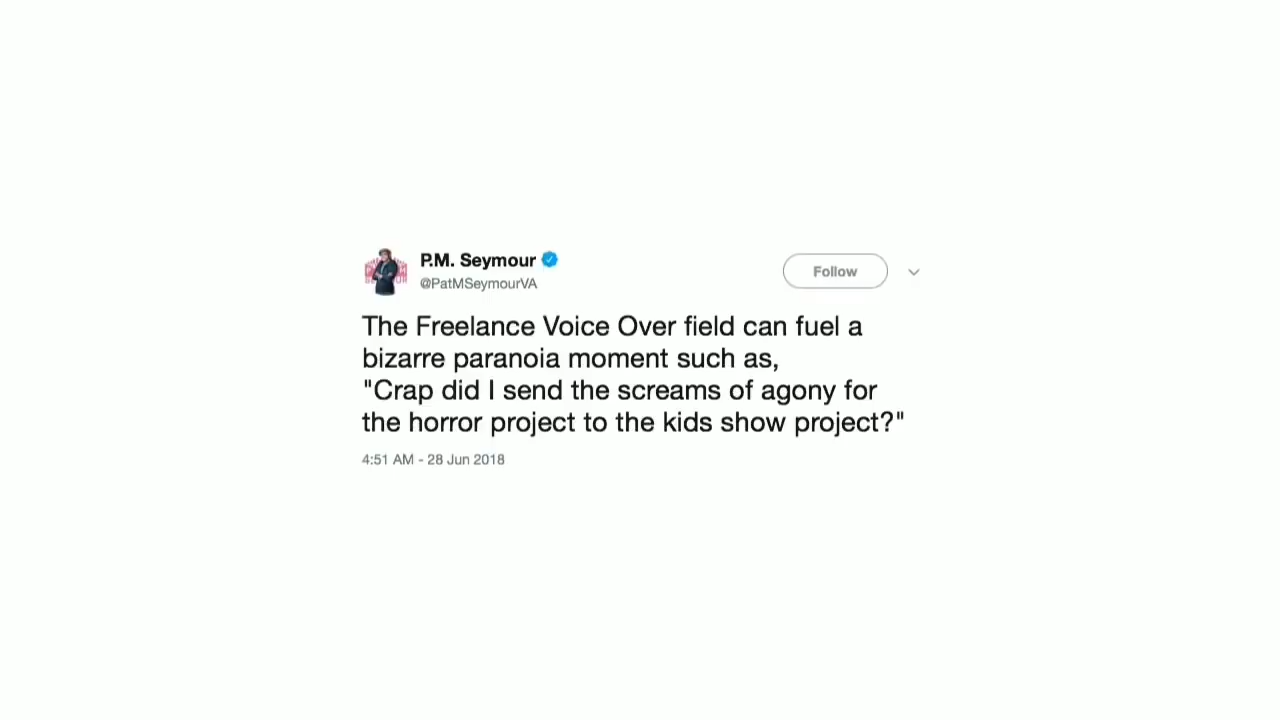 P.M. Seymour
@PatMSeymourVA
Follow
The Freelance Voice Over field can fuel a
bizarre paranoia moment such as,
"Crap did I send the screams of agony for
the horror project to the kids show project?"
4:51 AM - 28 Jun 2018